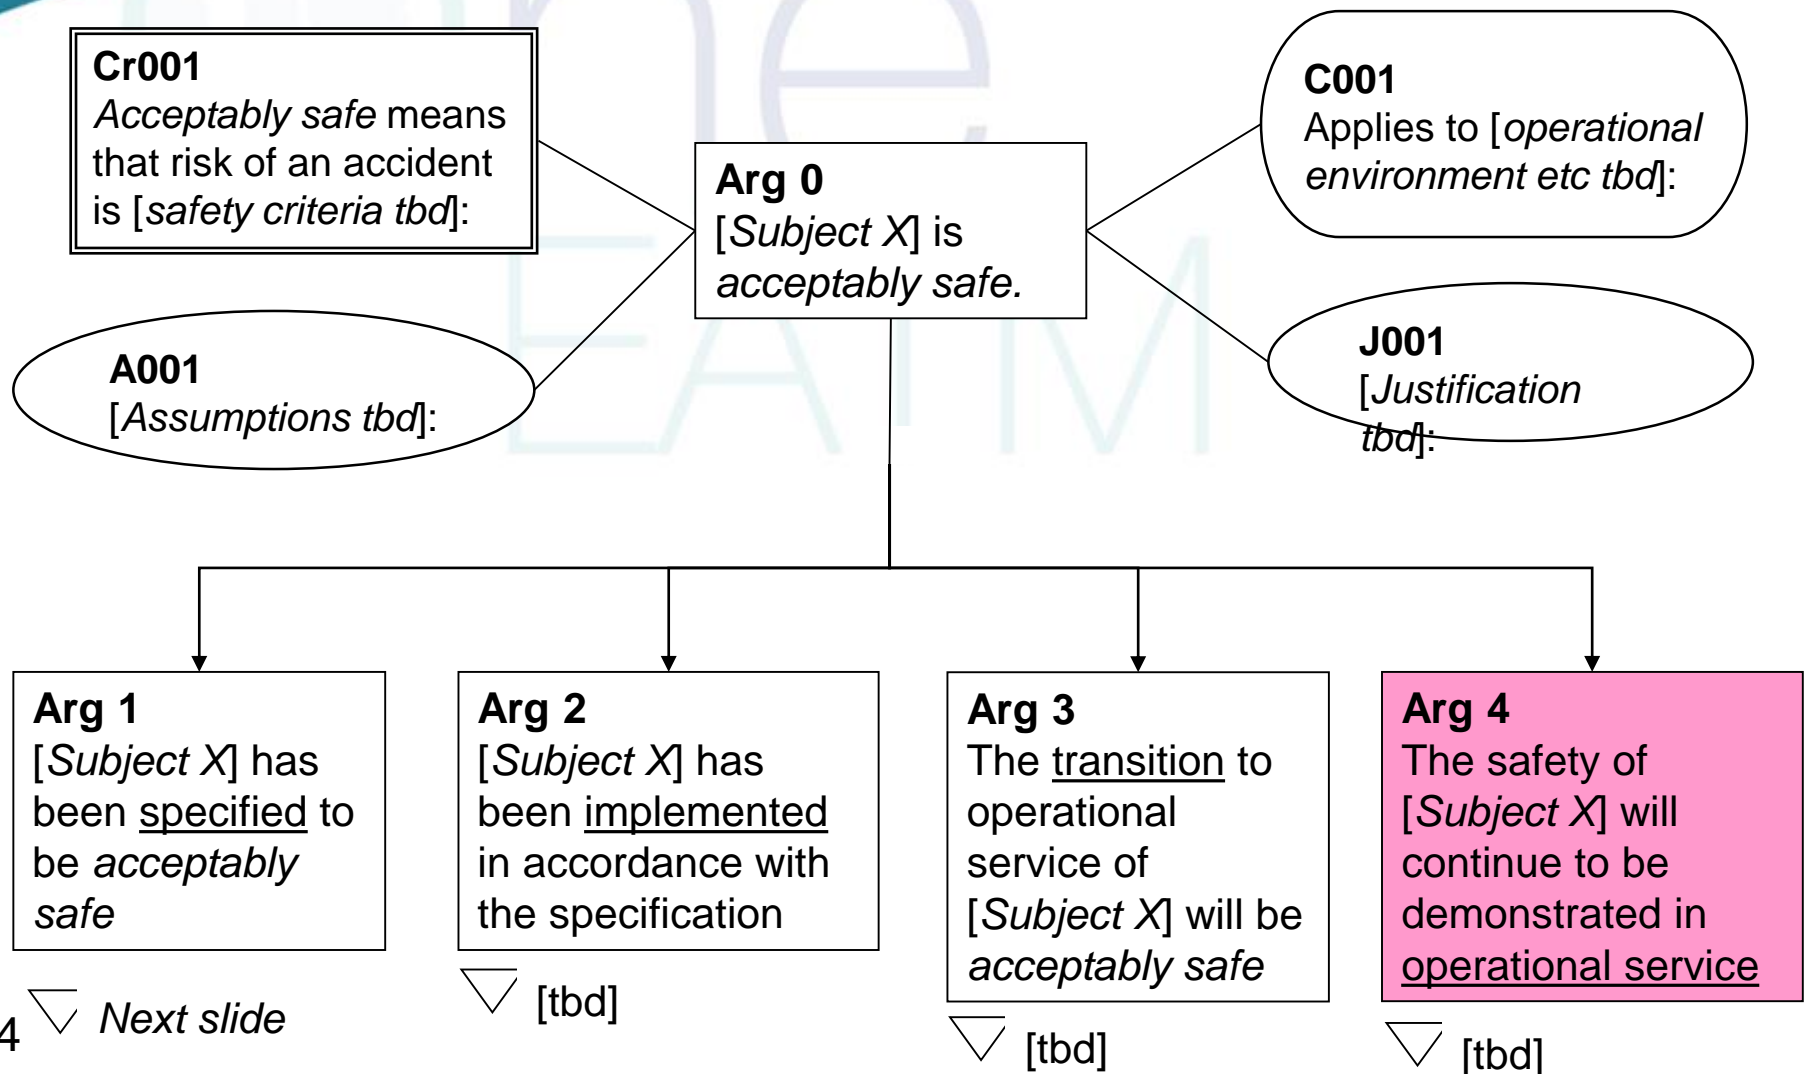 Cr001
Acceptably safe means
that risk of an accident
is [safety criteria tbd]:
C001
Applies to [operational
environment etc tbd]:
Arg 0
[Subject X] is
acceptably safe.
A001
[Assumptions tbd]:
J001
[Justification
tbd]:
EATM
Arg 1
[Subject X] has
been specified to
be acceptably
safe
Arg 2
[Subject X] has
been implemented
in accordance with
the specification
Arg 3
The transition to
operational
service of
[Subject X] will be
acceptably safe
Arg 4
The safety of
[Subject X] will
continue to be
demonstrated in
operational service
4
Next slide
[tbd]
[tbd]
[tbd]